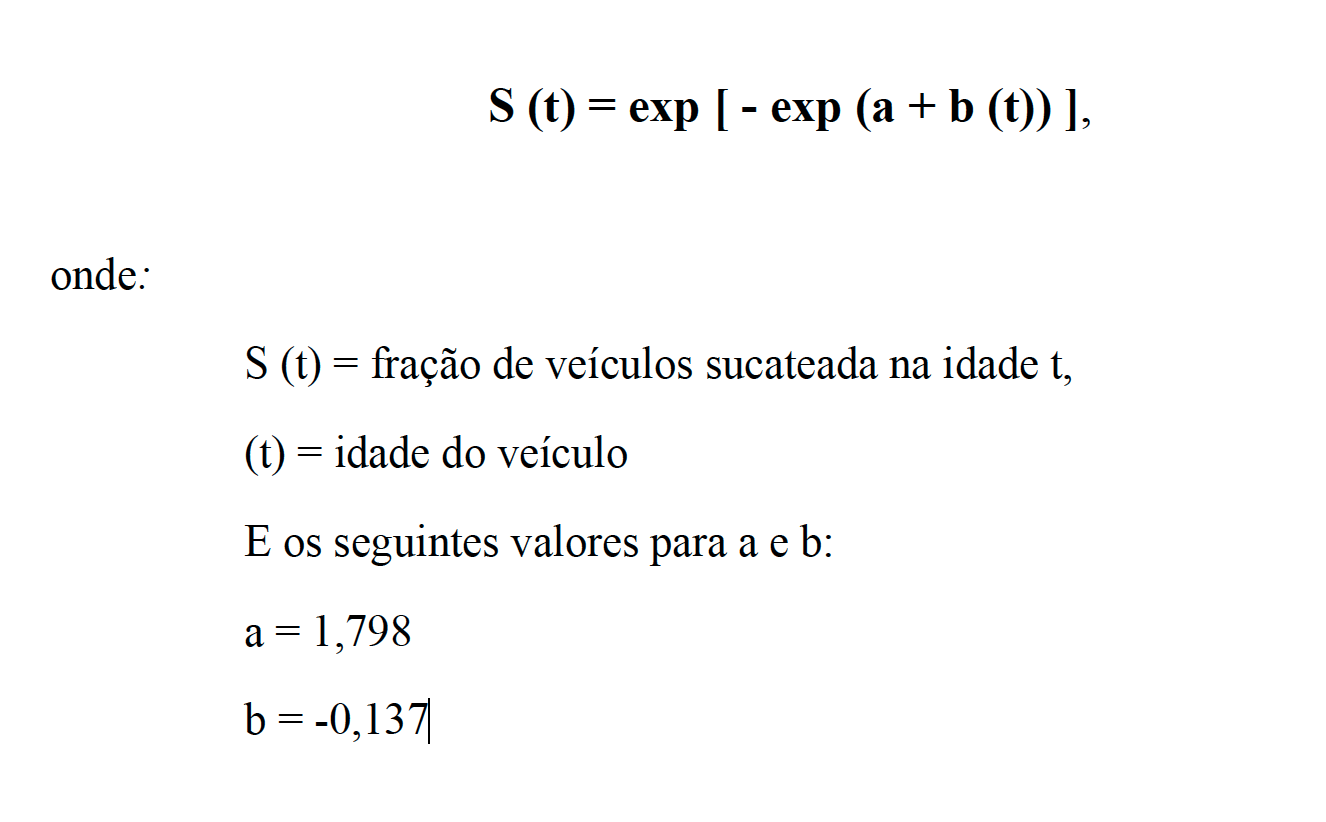 S (t) = exp [ - exp (a + b (t)) ],
onde:
S (t) = fração de veículos sucateada na idade t,
(t) = idade do veículo
E os seguintes valores para a e b:
a = 1,798
b = -0,137